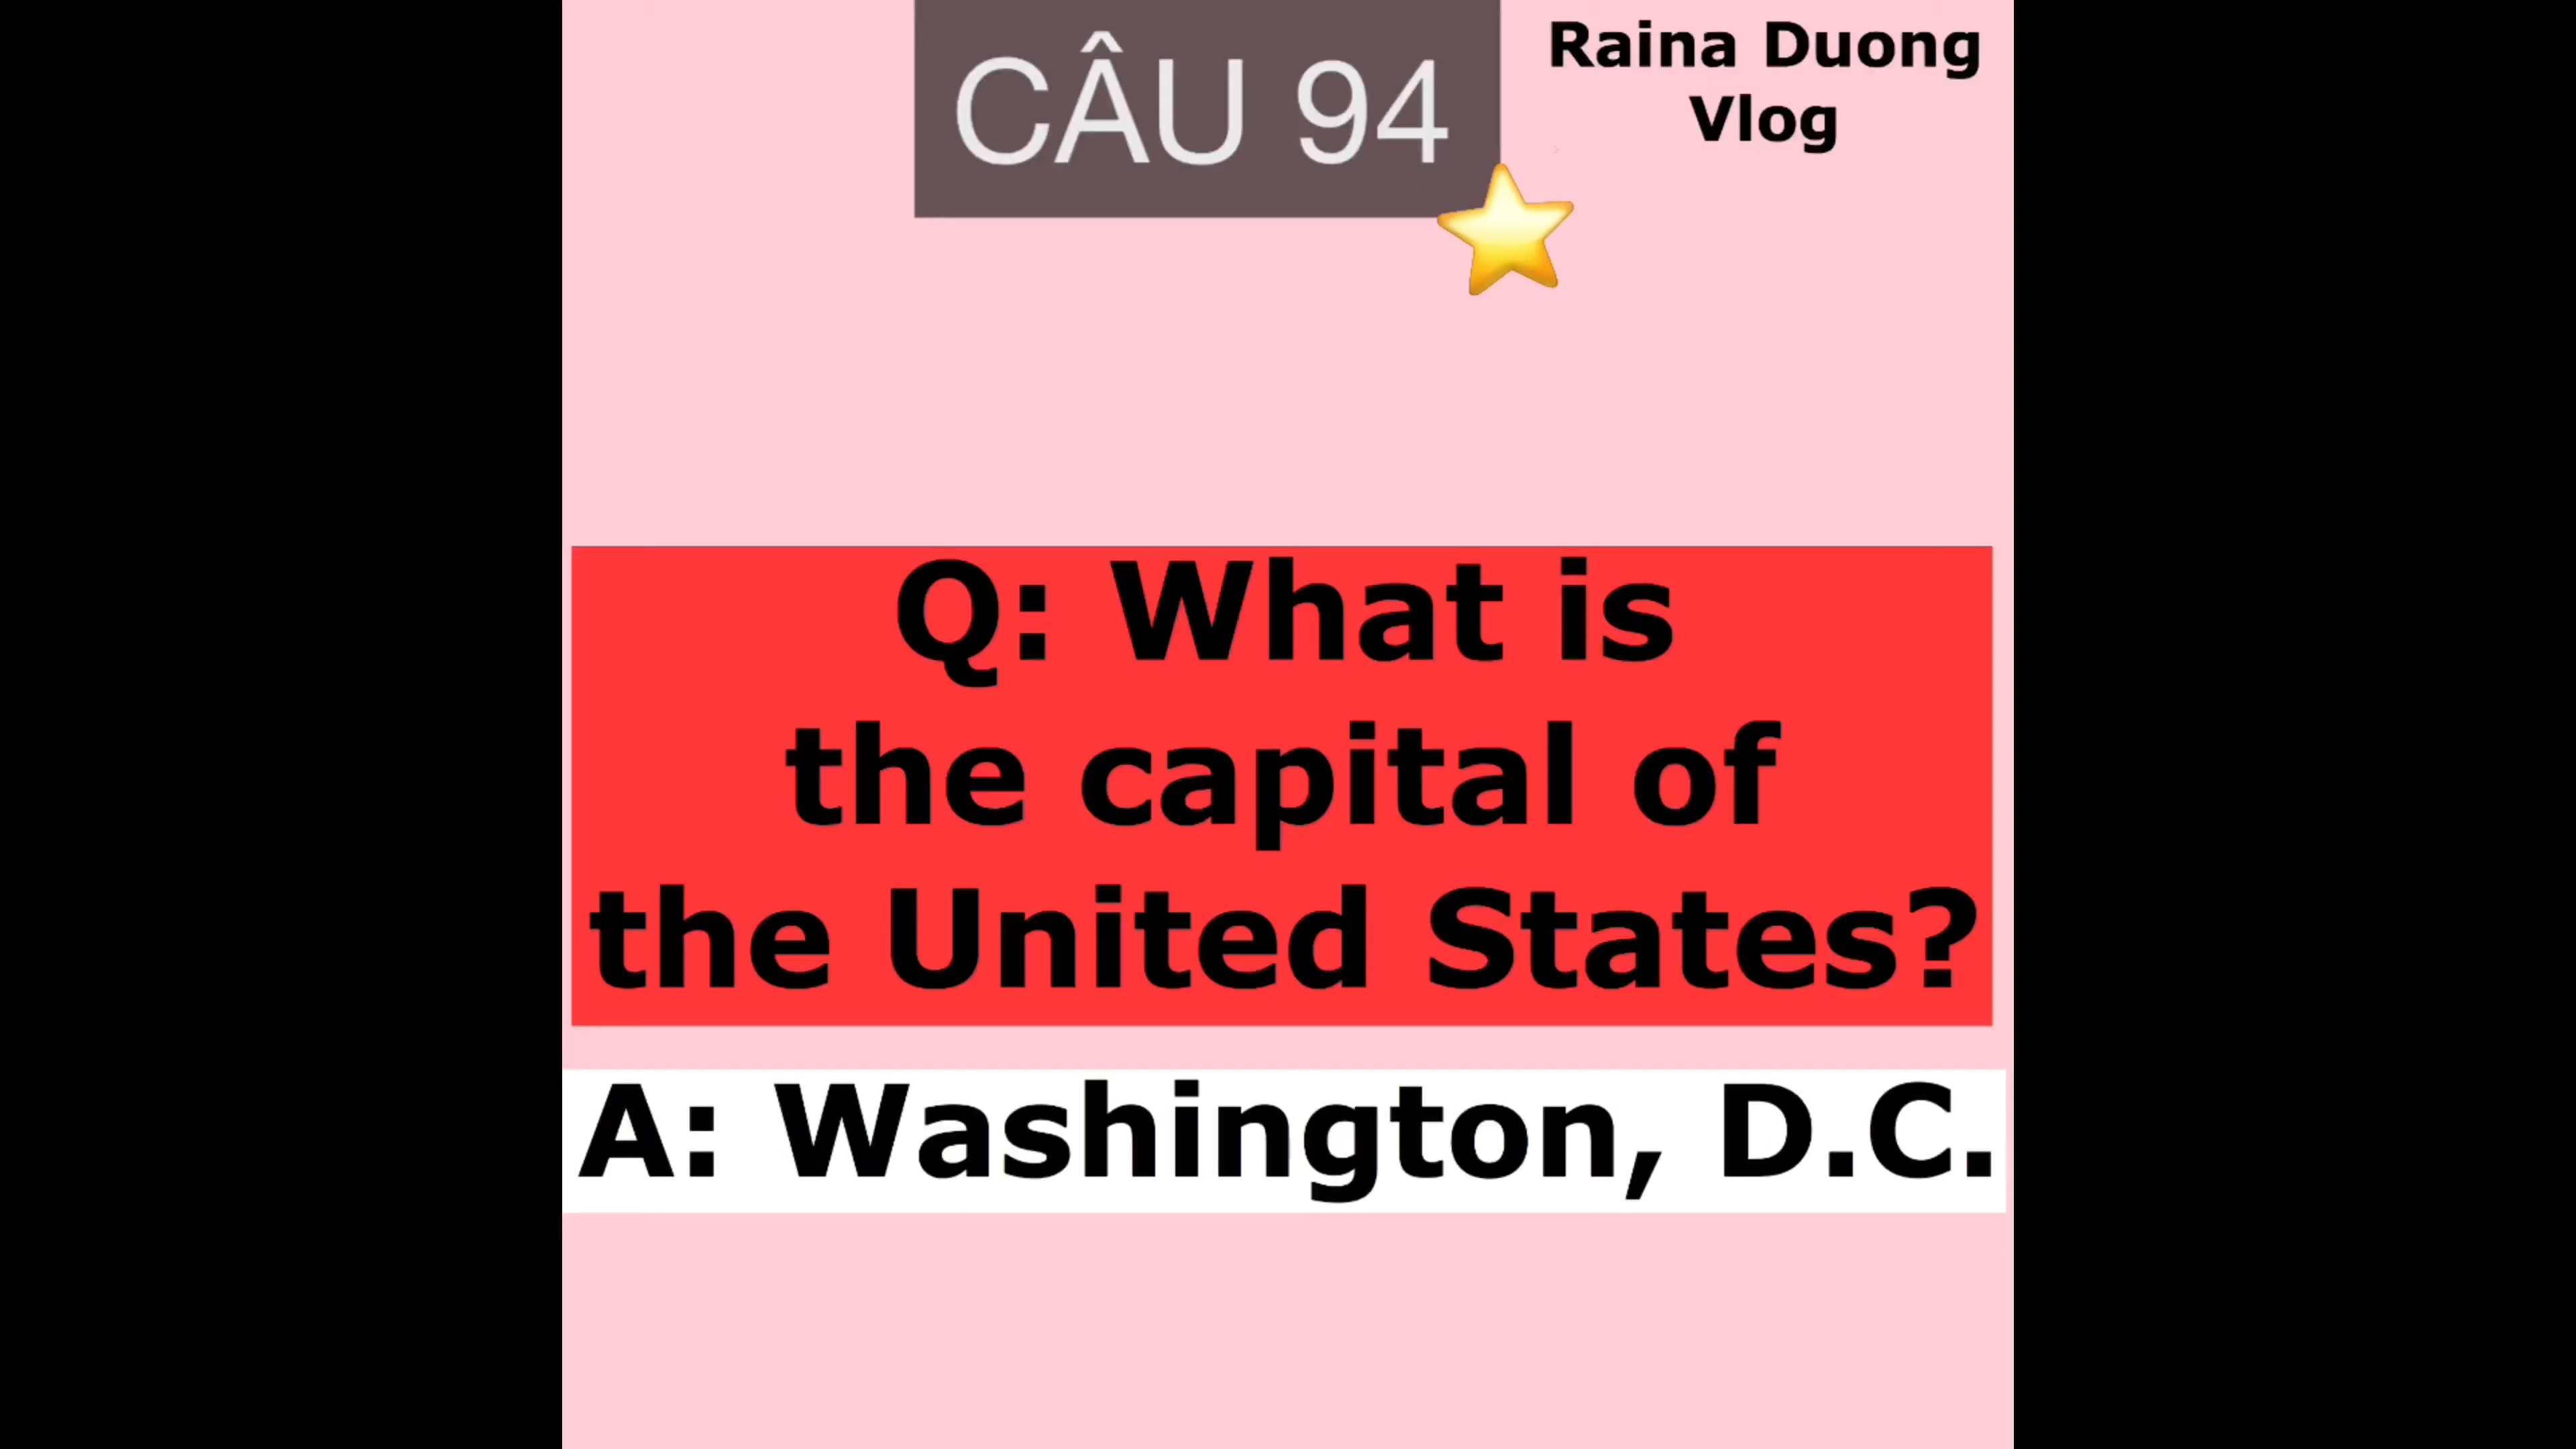 CÂU 94
Raina Duong
Vlog
Q: What is
the capital of
the United States?
A: Washington, D.C.